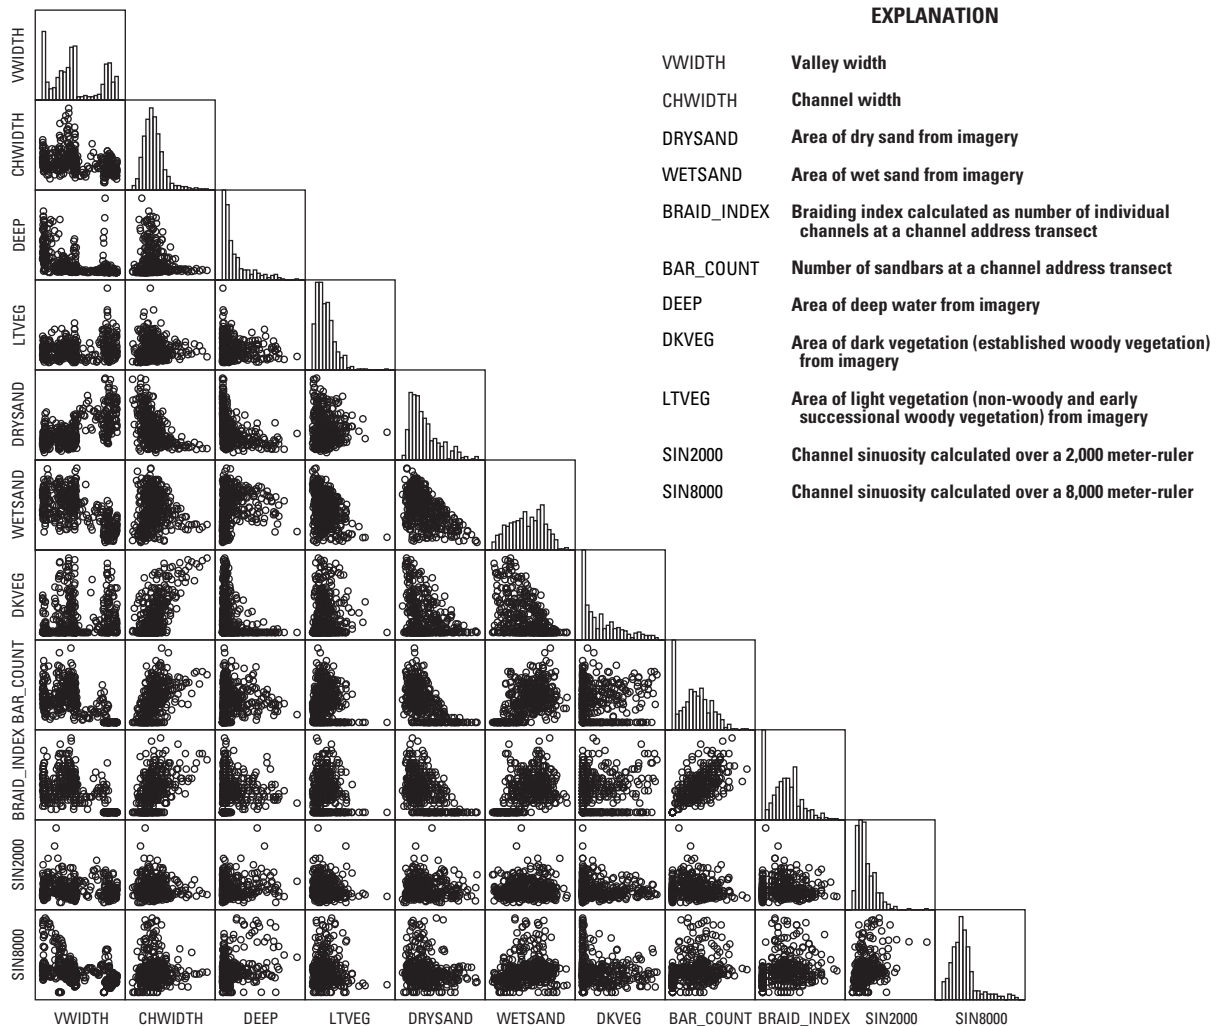 EXPLANATION
VWIDTH Valley width
CHWIDTH Channel width
DRYSAND Area of dry sand from imagery
WETSAND Area of wet sand from imagery
BRAID_INDEX Braiding index calculated as number of individual
channels at a channel address transect
BAR_COUNT Number of sandbars at a channel address transect
DEEP Area of deep water from imagery
DKVEG Area of dark vegetation (established woody vegetation)
from imagery
LTVEG Area of light vegetation (non-woody and early
successional woody vegetation) from imagery
SIN2000 Channel sinuosity calculated over a 2,000 meter-ruler
SIN8000 Channel sinuosity calculated over a 8,000 meter-ruler
VWIDTH
CHWIDTH
DEEP
LTVEG
DRYSAND
WETSAND
DKVEG
BAR_COUNT
BRAID_INDEX
SIN2000
SIN8000
VWIDTH CHWIDTH DEEP LTVEG DRYSAND WETSAND DKVEG BAR_COUNT BRAID_INDEX SIN2000 SIN8000